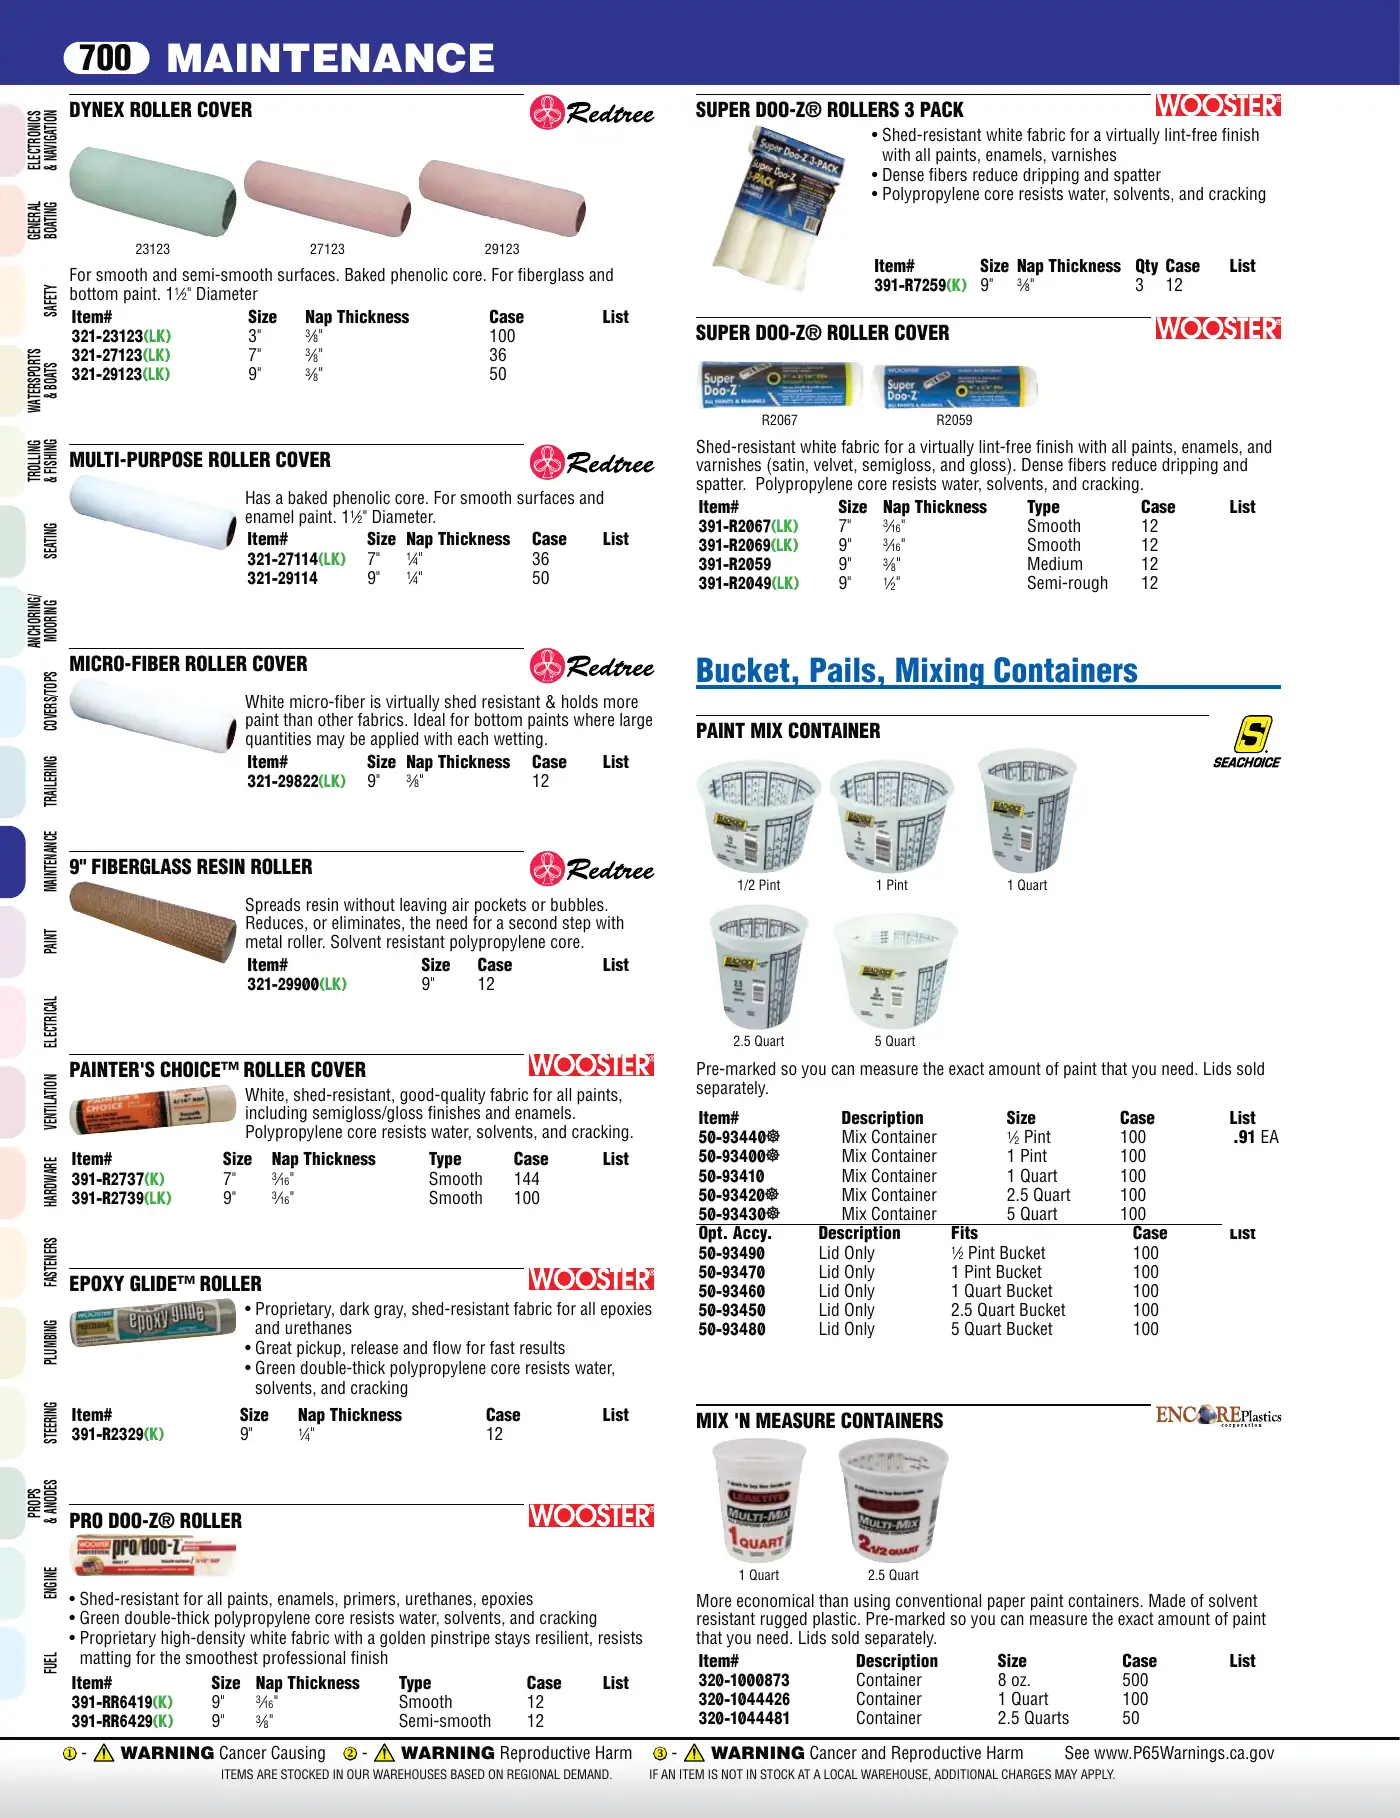 700 MAINTENANCE
ELECTRONICS
& NAVIGATION
GENERAL
BOATING
SAFETY
WATERSPORTS
& BOATS
TROLLING
& FISHING
SEATING
ANCHORING/
MOORING
COVERS/TOPS
TRAILERING
MAINTENANCE
PAINT
ELECTRICAL
VENTILATION
HARDWARE
FASTENERS
PLUMBING
STEERING
PROPS
& ANODES
ENGINE
FUEL
DYNEX ROLLER COVER
Redtree
23123 27123 29123
For smooth and semi-smooth surfaces. Baked phenolic core. For fiberglass and
bottom paint. 1½" Diameter
Item# Size Nap Thickness Case List
321-23123(LK) 3" ⅜" 100
321-27123(LK) 7" ⅜" 36
321-29123(LK) 9" ⅜" 50
MULTI-PURPOSE ROLLER COVER
Redtree
Has a baked phenolic core. For smooth surfaces and
enamel paint. 1½" Diameter.
Item# Size Nap Thickness Case List
321-27114(LK) 7" ¼" 36
321-29114 9" ¼" 50
MICRO-FIBER ROLLER COVER
Redtree
White micro-fiber is virtually shed resistant & holds more
paint than other fabrics. Ideal for bottom paints where large
quantities may be applied with each wetting.
Item# Size Nap Thickness Case List
321-29822(LK) 9" ⅜" 12
9" FIBERGLASS RESIN ROLLER
Redtree
Spreads resin without leaving air pockets or bubbles.
Reduces, or eliminates, the need for a second step with
metal roller. Solvent resistant polypropylene core.
Item# Size Case List
321-29900(LK) 9" 12
PAINTER'S CHOICE™ ROLLER COVER
WOOSTER®
White, shed-resistant, good-quality fabric for all paints,
including semigloss/gloss finishes and enamels.
Polypropylene core resists water, solvents, and cracking.
Item# Size Nap Thickness Type Case List
391-R2737(K) 7" 3⁄16" Smooth 144
391-R2739(LK) 9" 3⁄16" Smooth 100
EPOXY GLIDE™ ROLLER
WOOSTER®
epoxy glide
• Proprietary, dark gray, shed-resistant fabric for all epoxies
and urethanes
• Great pickup, release and flow for fast results
• Green double-thick polypropylene core resists water,
solvents, and cracking
Item# Size Nap Thickness Case List
391-R2329(K) 9" ¼" 12
PRO DOO-Z® ROLLER
WOOSTER®
pro/doo-z
• Shed-resistant for all paints, enamels, primers, urethanes, epoxies
• Green double-thick polypropylene core resists water, solvents, and cracking
• Proprietary high-density white fabric with a golden pinstripe stays resilient, resists
matting for the smoothest professional finish
Item# Size Nap Thickness Type Case List
391-RR6419(K) 9" 3⁄16" Smooth 12
391-RR6429(K) 9" ⅜" Semi-smooth 12
SUPER DOO-Z® ROLLERS 3 PACK
WOOSTER®
Super Doo-Z 3-PACK
• Shed-resistant white fabric for a virtually lint-free finish
with all paints, enamels, varnishes
• Dense fibers reduce dripping and spatter
• Polypropylene core resists water, solvents, and cracking
Item# Size Nap Thickness Qty Case List
391-R7259(K) 9" ⅜" 3 12
SUPER DOO-Z® ROLLER COVER
WOOSTER®
Super Doo-Z
Super Doo-Z
R2067 R2059
Shed-resistant white fabric for a virtually lint-free finish with all paints, enamels, and
varnishes (satin, velvet, semigloss, and gloss). Dense fibers reduce dripping and
spatter. Polypropylene core resists water, solvents, and cracking.
Item# Size Nap Thickness Type Case List
391-R2067(LK) 7" 3⁄16" Smooth 12
391-R2069(LK) 9" 3⁄16" Smooth 12
391-R2059 9" ⅜" Medium 12
391-R2049(LK) 9" ½" Semi-rough 12
Bucket, Pails, Mixing Containers
PAINT MIX CONTAINER
SEACHOICE
1/2 Pint 1 Pint 1 Quart
2.5 Quart 5 Quart
Pre-marked so you can measure the exact amount of paint that you need. Lids sold
separately.
Item# Description Size Case List
50-93440 Mix Container ½ Pint 100 .91 EA
50-93400 Mix Container 1 Pint 100
50-93410 Mix Container 1 Quart 100
50-93420 Mix Container 2.5 Quart 100
50-93430 Mix Container 5 Quart 100
Opt. Accy. Description Fits Case List
50-93490 Lid Only ½ Pint Bucket 100
50-93470 Lid Only 1 Pint Bucket 100
50-93460 Lid Only 1 Quart Bucket 100
50-93450 Lid Only 2.5 Quart Bucket 100
50-93480 Lid Only 5 Quart Bucket 100
MIX 'N MEASURE CONTAINERS
ENCORE Plastics corporation
LEAKTITE MULTI-MIX 1 QUART
LEAKTITE MULTI-MIX 2 1/2 QUART
1 Quart 2.5 Quart
More economical than using conventional paper paint containers. Made of solvent
resistant rugged plastic. Pre-marked so you can measure the exact amount of paint
that you need. Lids sold separately.
Item# Description Size Case List
320-1000873 Container 8 oz. 500
320-1044426 Container 1 Quart 100
320-1044481 Container 2.5 Quarts 50
1 - WARNING Cancer Causing 2 - WARNING Reproductive Harm 3 - WARNING Cancer and Reproductive Harm See www.P65Warnings.ca.gov
ITEMS ARE STOCKED IN OUR WAREHOUSES BASED ON REGIONAL DEMAND. IF AN ITEM IS NOT IN STOCK AT A LOCAL WAREHOUSE, ADDITIONAL CHARGES MAY APPLY.